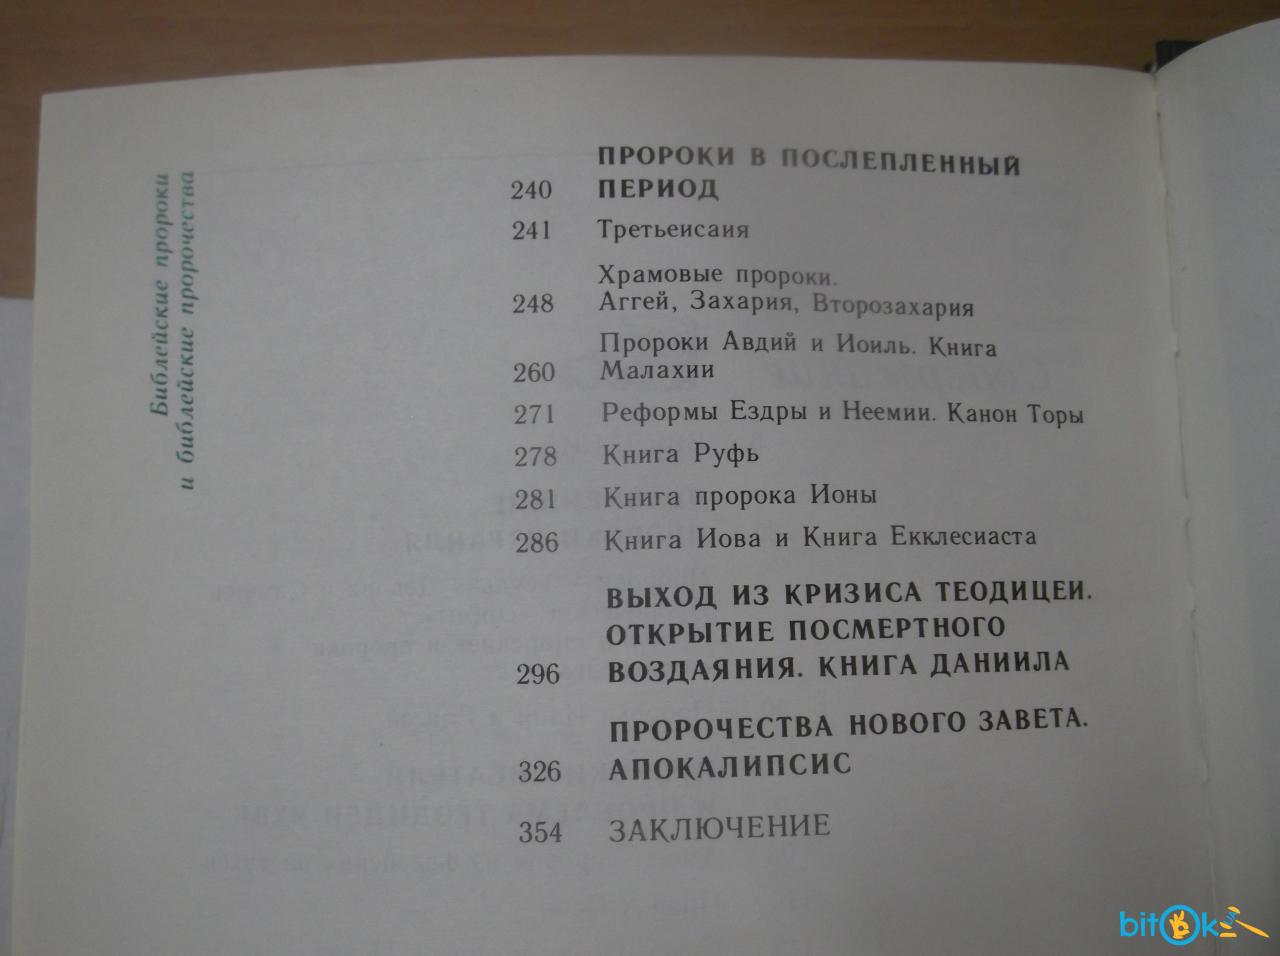 Библейские пророки
и библейские пророчества
ПРОРОКИ В ПОСЛЕПЛЕННЫЙ
240 ПЕРИОД
241 Третьеисаия
Храмовые пророки.
248 Аггей, Захария, Второзахария
Пророки Авдий и Иоиль. Книга
260 Малахии
271 Реформы Ездры и Неемии. Канон Торы
278 Книга Руфь
281 Книга пророка Ионы
286 Книга Иова и Книга Екклесиаста
ВЫХОД ИЗ КРИЗИСА ТЕОДИЦЕИ.
ОТКРЫТИЕ ПОСМЕРТНОГО
296 ВОЗДАЯНИЯ. КНИГА ДАНИИЛА
ПРОРОЧЕСТВА НОВОГО ЗАВЕТА.
326 АПОКАЛИПСИС
354 ЗАКЛЮЧЕНИЕ
bitOk